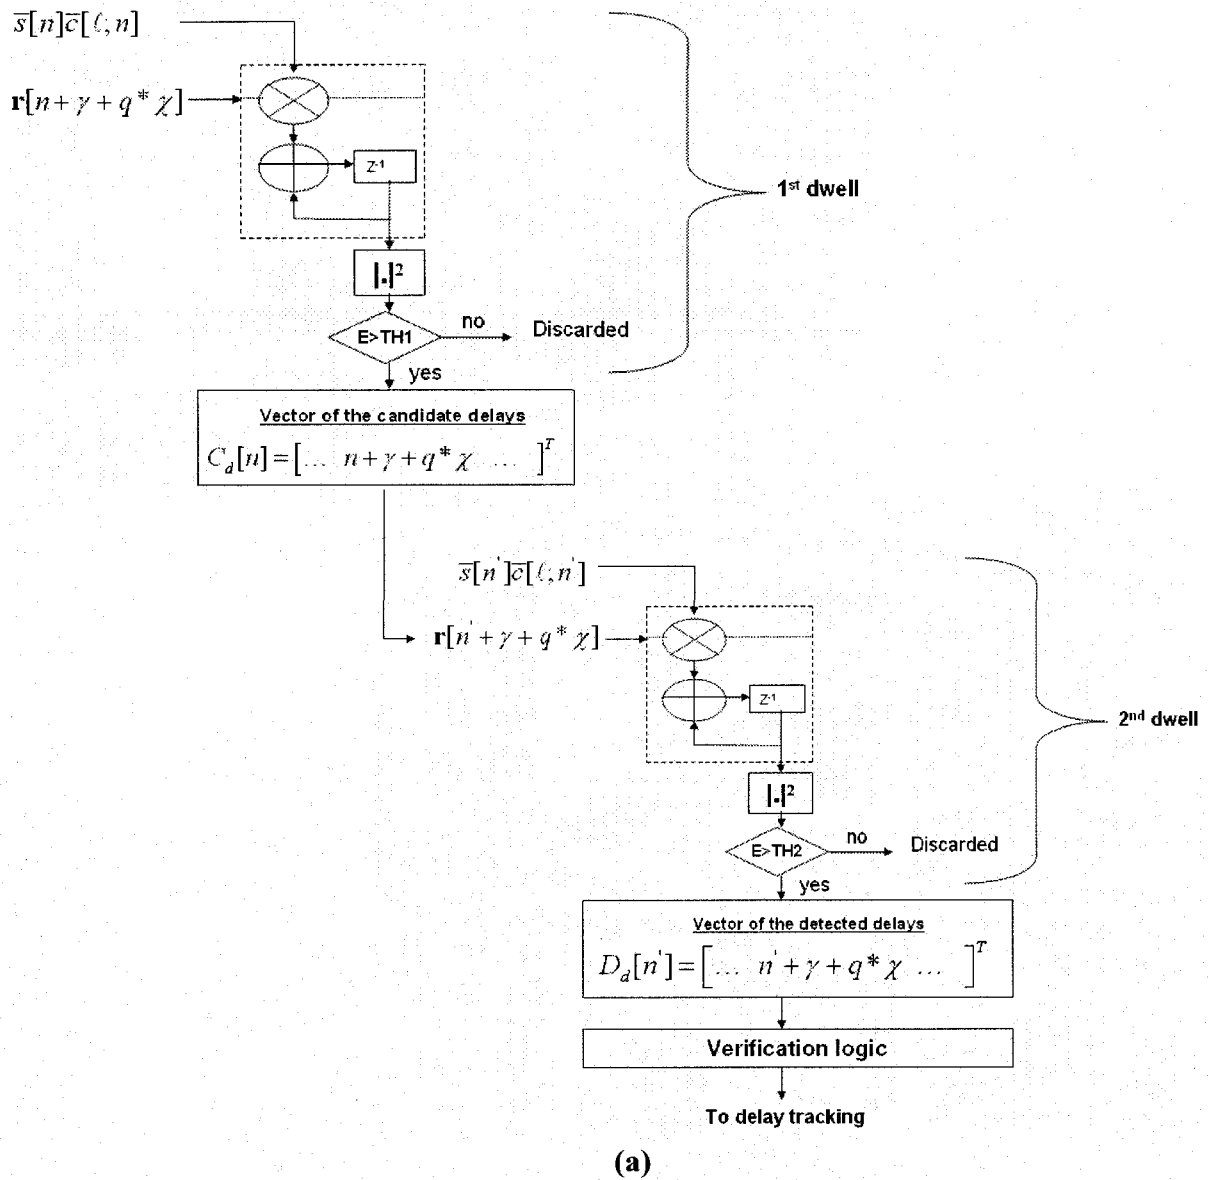 s̅[n]c̅[ℓ; n]
r[n + γ + q * χ]
Z⁻¹
1ˢᵗ dwell
|.|²
E>TH1
no
Discarded
yes
Vector of the candidate delays
C_d[n] = [... n + γ + q * χ ...]ᵀ
s̅[n']c̅[ℓ; n']
r[n' + γ + q * χ]
Z⁻¹
2ⁿᵈ dwell
|.|²
E>TH2
no
Discarded
yes
Vector of the detected delays
D_d[n'] = [... n' + γ + q * χ ...]ᵀ
Verification logic
To delay tracking
(a)